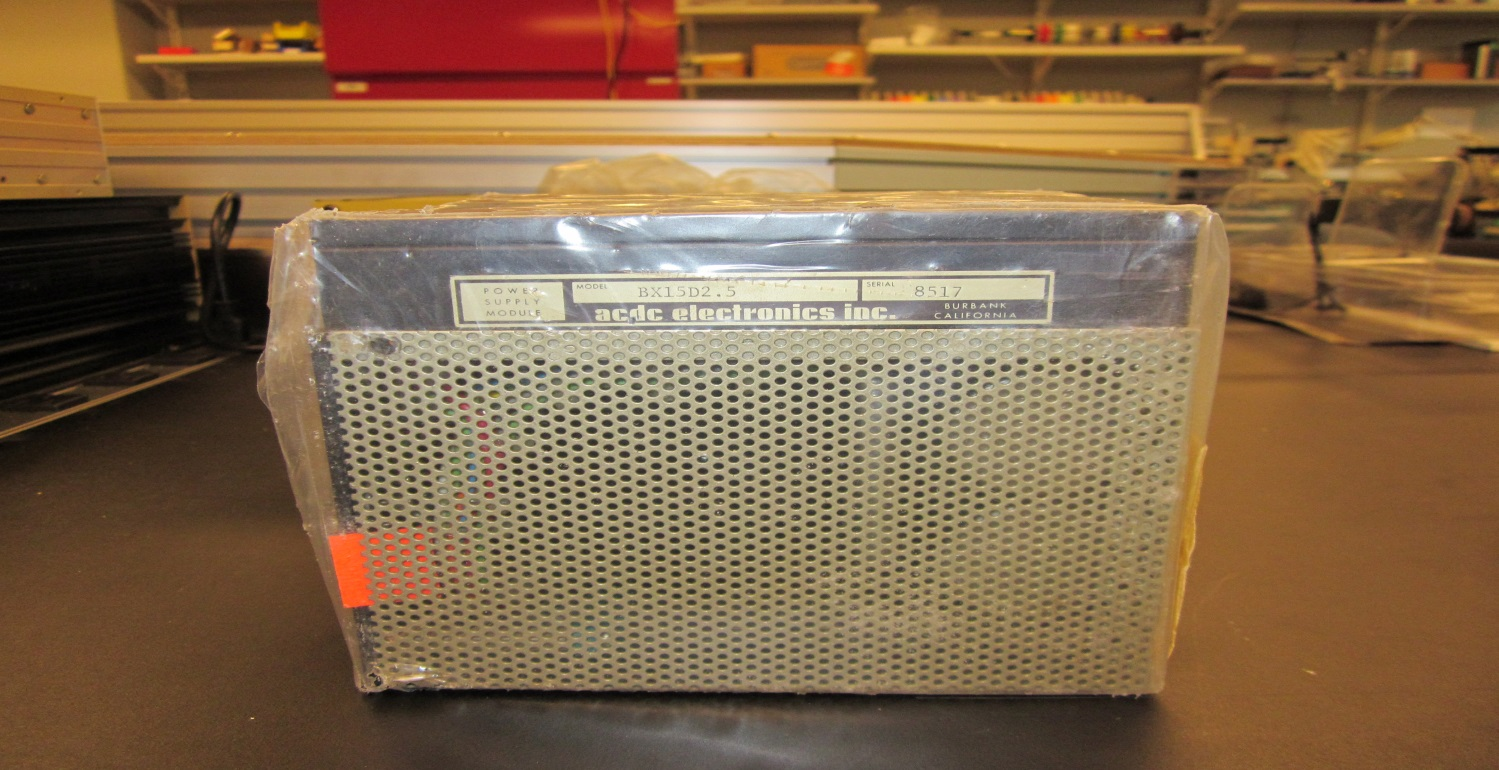 POWER
SUPPLY
MODULE
MODEL BX15D2.5
SERIAL 8517
acdc electronics inc.
BURBANK
CALIFORNIA